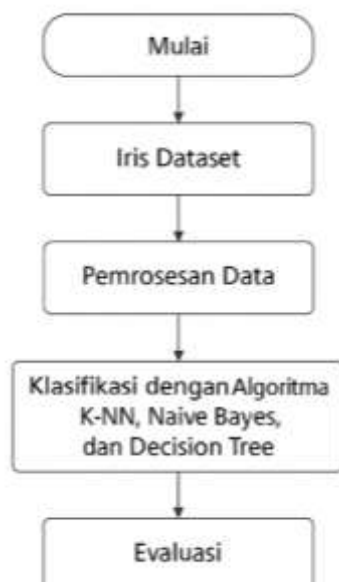 Mulai
Iris Dataset
Pemrosesan Data
Klasifikasi dengan Algoritma
K-NN, Naive Bayes,
dan Decision Tree
Evaluasi